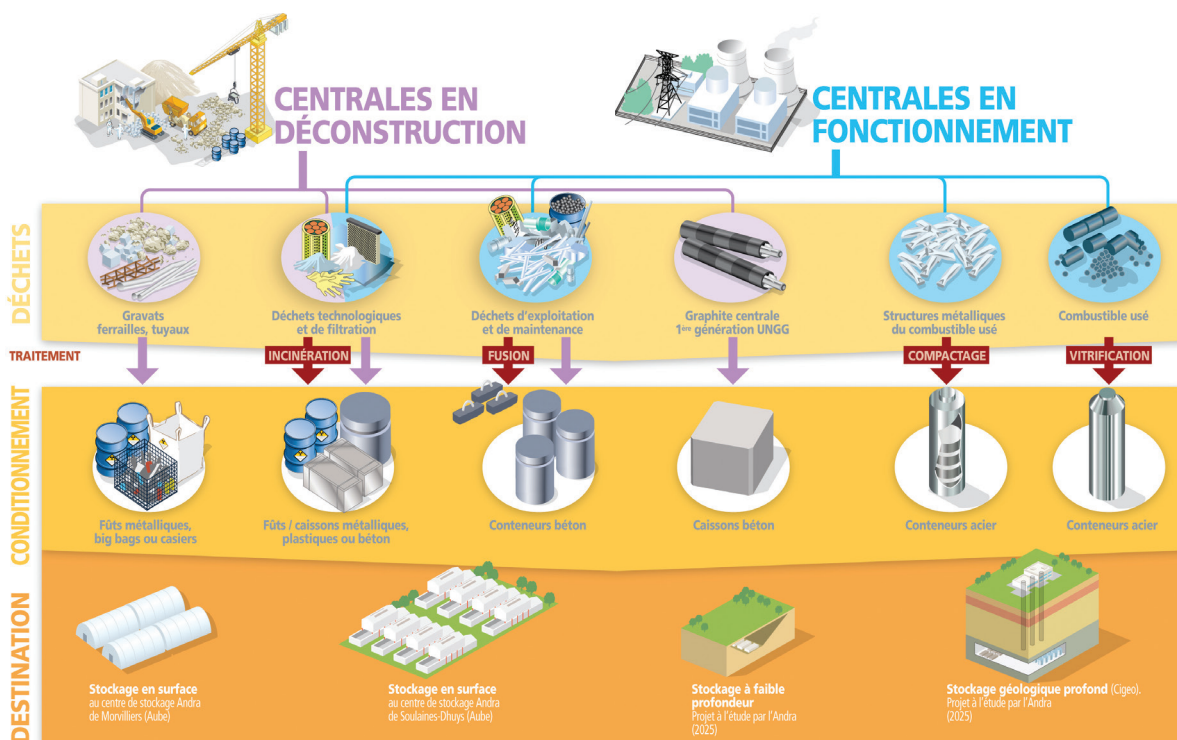 CENTRALES EN
DÉCONSTRUCTION
CENTRALES EN
FONCTIONNEMENT
DÉCHETS
Gravats
ferrailles, tuyaux
Déchets technologiques
et de filtration
Déchets d'exploitation
et de maintenance
Graphite centrale
1ère génération UNGG
Structures métalliques
du combustible usé
Combustible usé
TRAITEMENT
INCINÉRATION
FUSION
COMPACTAGE
VITRIFICATION
CONDITIONNEMENT
Fûts métalliques,
big bags ou casiers
Fûts / caissons métalliques,
plastiques ou béton
Conteneurs béton
Caissons béton
Conteneurs acier
Conteneurs acier
DESTINATION
Stockage en surface
au centre de stockage Andra
de Morvilliers (Aube)
Stockage en surface
au centre de stockage Andra
de Soulaines-Dhuys (Aube)
Stockage à faible
profondeur
Projet à l'étude par l'Andra
(2025)
Stockage géologique profond (Cigeo).
Projet à l'étude par l'Andra
(2025)